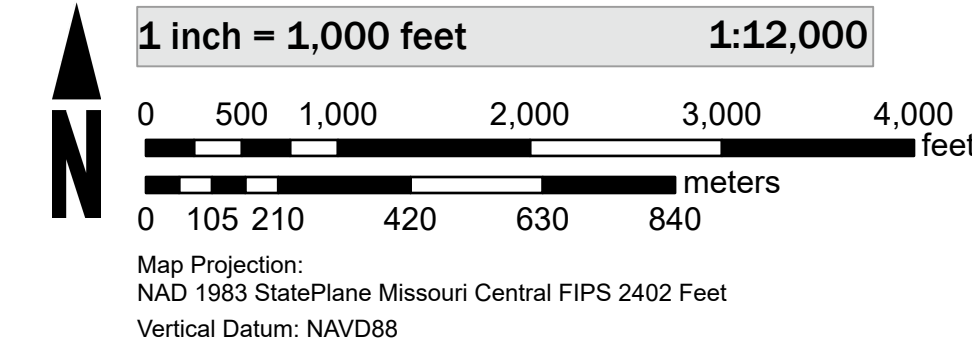 1 inch = 1,000 feet 1:12,000
0 500 1,000 2,000 3,000 4,000
feet
N
meters
0 105 210 420 630 840
Map Projection:
NAD 1983 StatePlane Missouri Central FIPS 2402 Feet
Vertical Datum: NAVD88